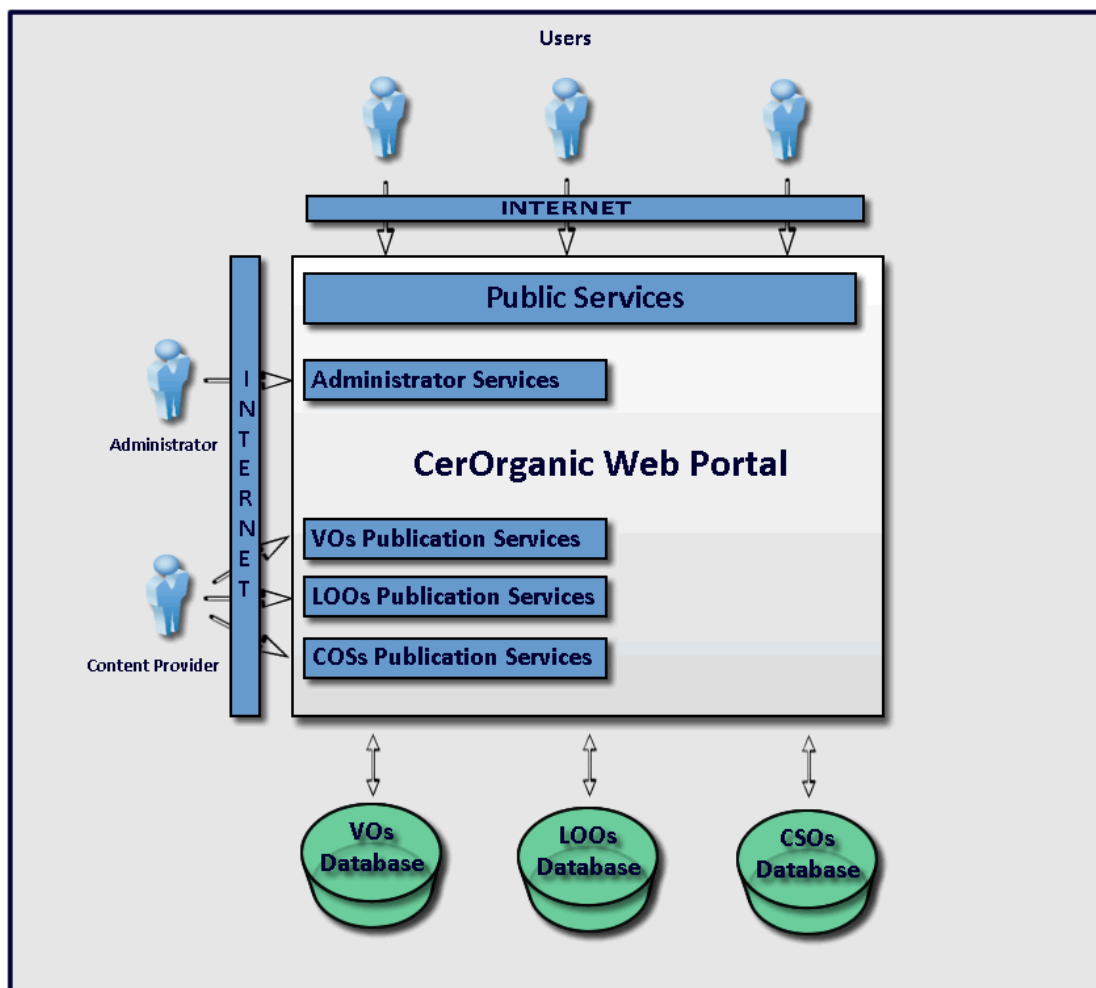 Users
INTERNET
Public Services
Administrator Services
INTERNET
Administrator
CerOrganic Web Portal
VOs Publication Services
LOOs Publication Services
COSs Publication Services
Content Provider
VOs
Database
LOOs
Database
CSOs
Database